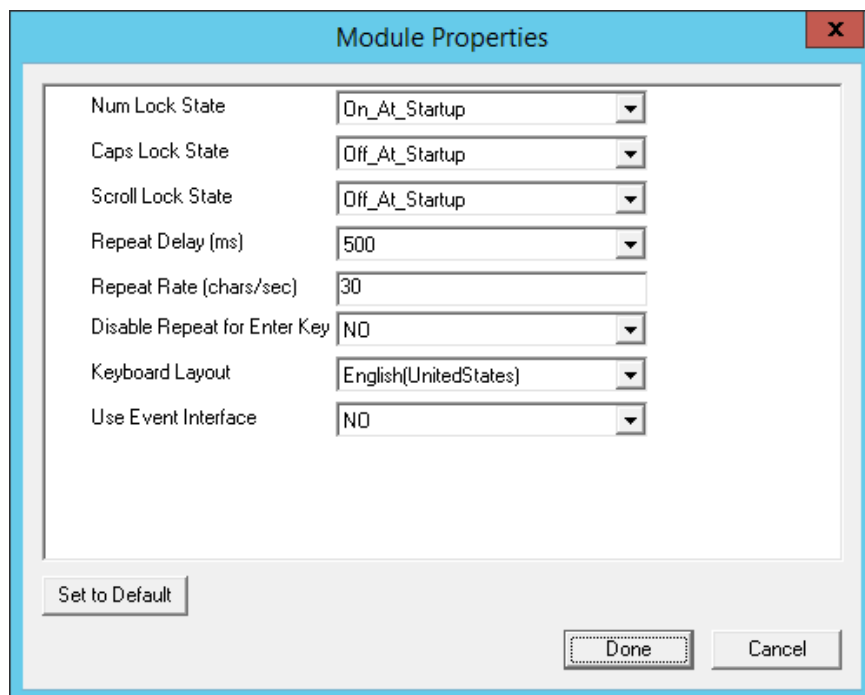 Module Properties
x
Num Lock State On_At_Startup
Caps Lock State Off_At_Startup
Scroll Lock State Off_At_Startup
Repeat Delay (ms) 500
Repeat Rate (chars/sec) 30
Disable Repeat for Enter Key NO
Keyboard Layout English(UnitedStates)
Use Event Interface NO
Set to Default
Done Cancel